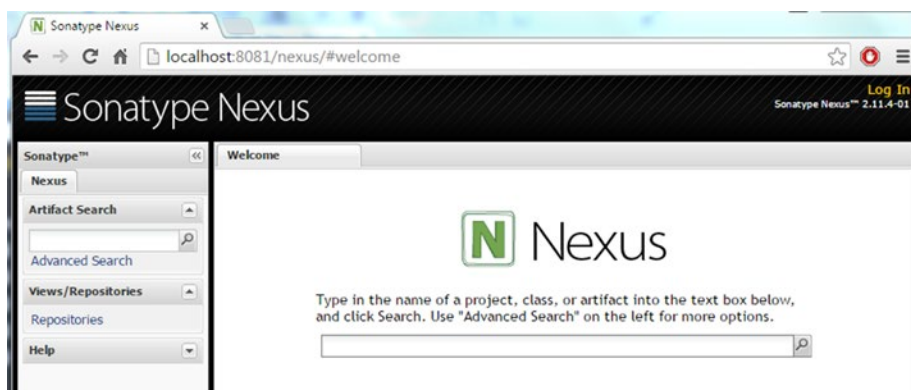 Sonatype Nexus
localhost:8081/nexus/#welcome
Sonatype Nexus
Log In
Sonatype Nexus™ 2.11.4-01
Sonatype™
Welcome
Nexus
Artifact Search
Advanced Search
Views/Repositories
Repositories
Help
N Nexus
Type in the name of a project, class, or artifact into the text box below,
and click Search. Use "Advanced Search" on the left for more options.